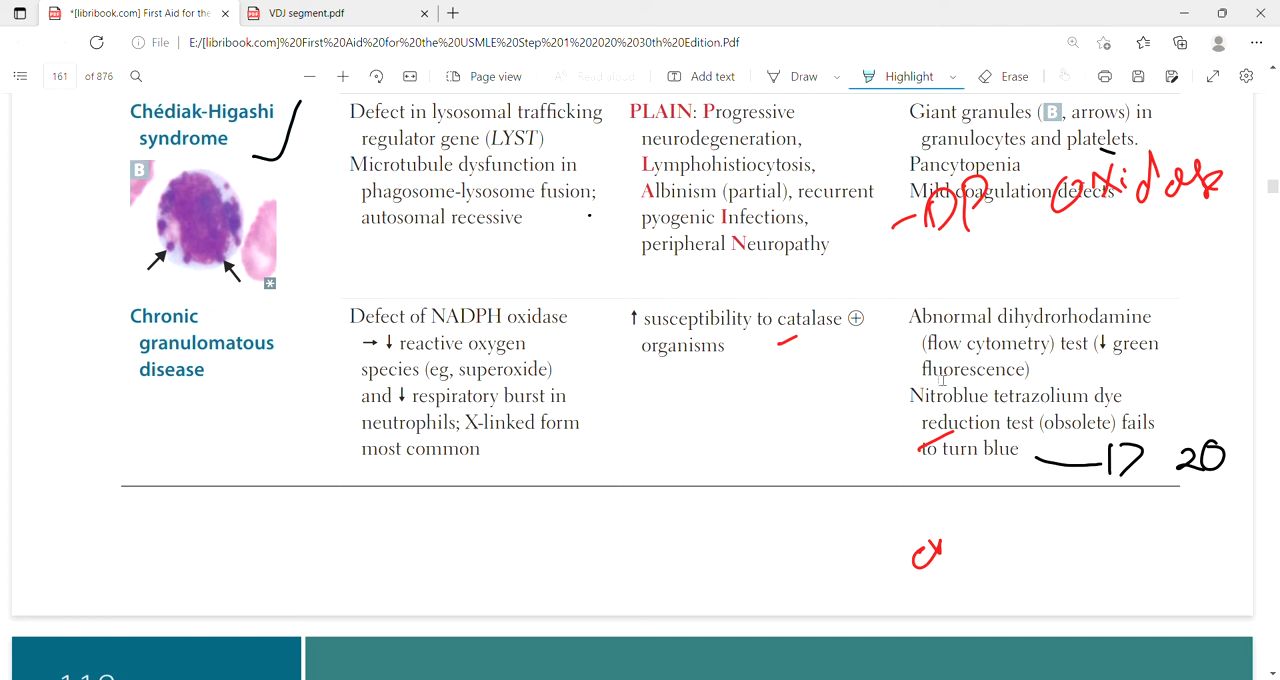 *[libribook.com] First Aid for the
VDJ segment.pdf
File
E:/[libribook.com]%20First%20Aid%20for%20the%20USMLE%20Step%201%202020%2030th%20Edition.Pdf
161 of 876
Page view
Read aloud
Add text
Draw
Highlight
Erase
Chédiak-Higashi
syndrome
B
*
Defect in lysosomal trafficking
regulator gene (LYST)
Microtubule dysfunction in
phagosome-lysosome fusion;
autosomal recessive
PLAIN: Progressive
neurodegeneration,
Lymphohistiocytosis,
Albinism (partial), recurrent
pyogenic Infections,
peripheral Neuropathy
Giant granules (B, arrows) in
granulocytes and platelets.
Pancytopenia
Mild coagulation defects
oxidase
Chronic
granulomatous
disease
Defect of NADPH oxidase
→ ↓ reactive oxygen
species (eg, superoxide)
and ↓ respiratory burst in
neutrophils; X-linked form
most common
↑ susceptibility to catalase ⊕
organisms
Abnormal dihydrorhodamine
(flow cytometry) test (↓ green
fluorescence)
Nitroblue tetrazolium dye
reduction test (obsolete) fails
to turn blue
17 20